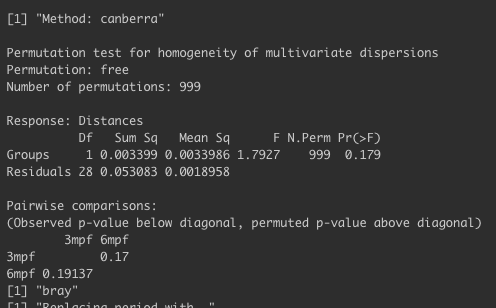 [1] "Method: canberra"
Permutation test for homogeneity of multivariate dispersions
Permutation: free
Number of permutations: 999
Response: Distances
Df Sum Sq Mean Sq F N.Perm Pr(>F)
Groups 1 0.003399 0.0033986 1.7927 999 0.179
Residuals 28 0.053083 0.0018958
Pairwise comparisons:
(Observed p-value below diagonal, permuted p-value above diagonal)
3mpf 6mpf
3mpf 0.17
6mpf 0.19137
[1] "bray"
[1] "Replacing period with